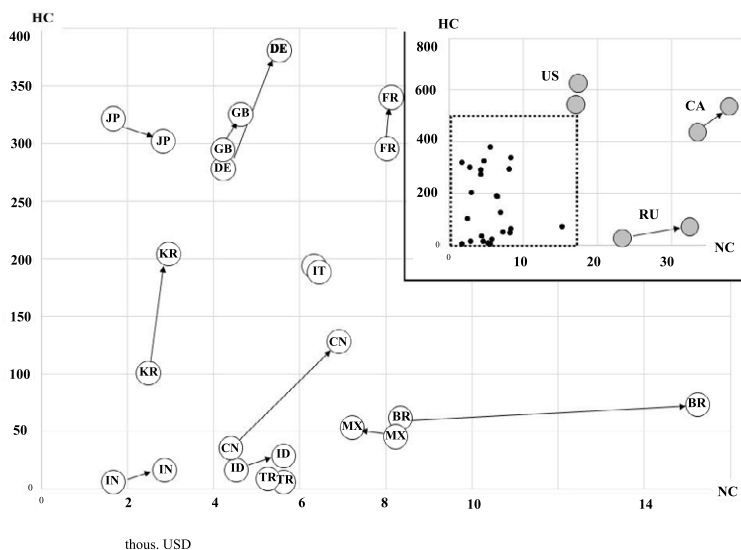 HC
400
350
300
250
200
150
100
50
0
0
2
4
6
8
10
12
14
NC
JP
JP
GB
GB
DE
DE
FR
FR
KR
KR
IT
CN
CN
MX
MX
BR
BR
IN
IN
ID
ID
TR
TR
HC
800
600
400
200
0
0
10
20
30
NC
US
CA
RU
thous. USD